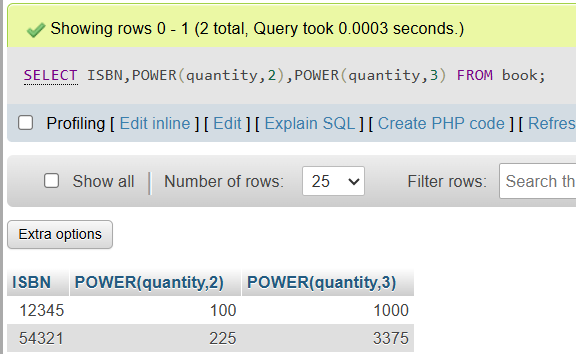 Showing rows 0 - 1 (2 total, Query took 0.0003 seconds.)
SELECT ISBN,POWER(quantity,2),POWER(quantity,3) FROM book;
Profiling [ Edit inline ] [ Edit ] [ Explain SQL ] [ Create PHP code ] [ Refres
Show all Number of rows: 25 Filter rows: Search th
Extra options
ISBN POWER(quantity,2) POWER(quantity,3)
12345 100 1000
54321 225 3375